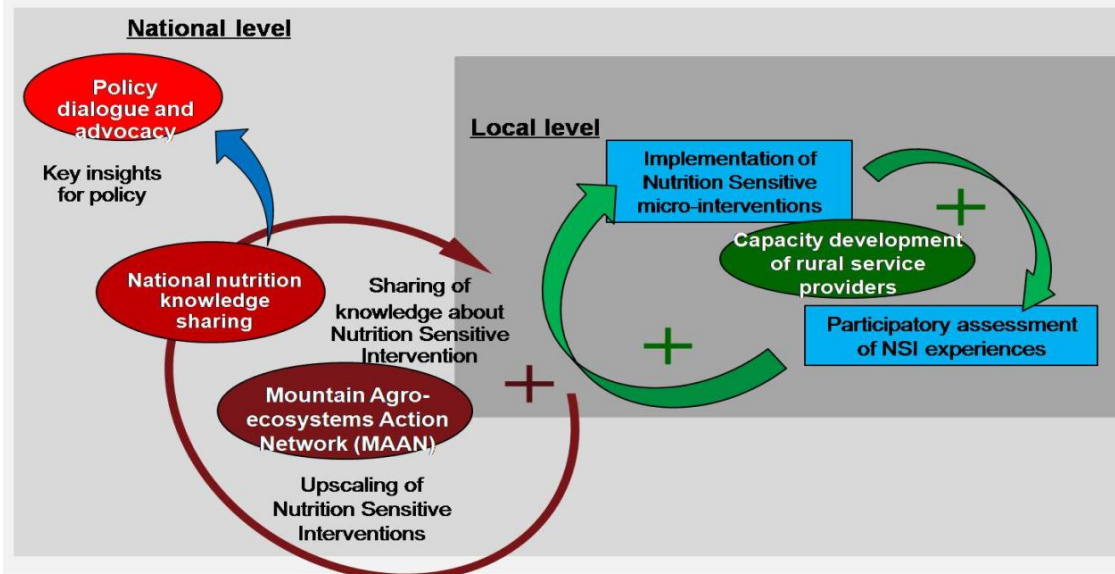 National level
Policy
dialogue and
advocacy
Key insights
for policy
National nutrition
knowledge
sharing
Sharing of
knowledge about
Nutrition Sensitive
Intervention
Mountain Agro-
ecosystems Action
Network (MAAN)
Upscaling of
Nutrition Sensitive
Interventions
Local level
Implementation of
Nutrition Sensitive
micro-interventions
Capacity development
of rural service
providers
Participatory assessment
of NSI experiences
+
+
+